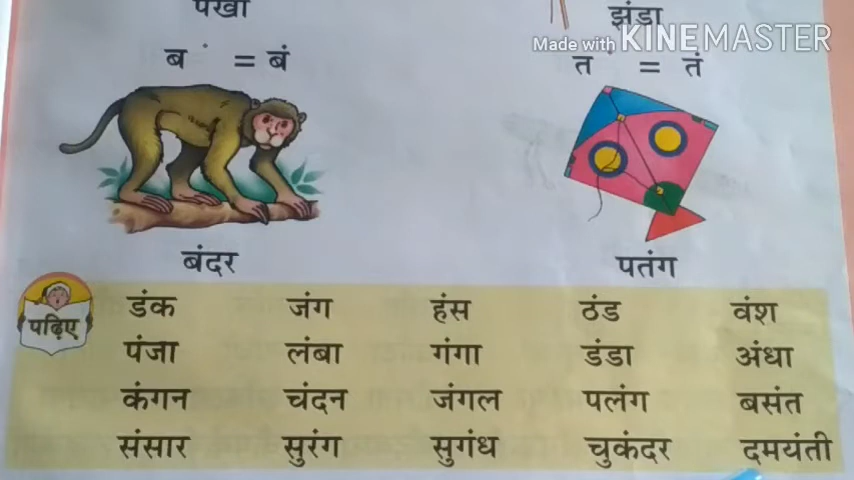 पंखा झंडा
Made with KINEMASTER
ब ं = बं त ं = तं
बंदर पतंग
पढ़िए
डंक जंग हंस ठंड वंश
पंजा लंबा गंगा डंडा अंधा
कंगन चंदन जंगल पलंग बसंत
संसार सुरंग सुगंध चुकंदर दमयंती